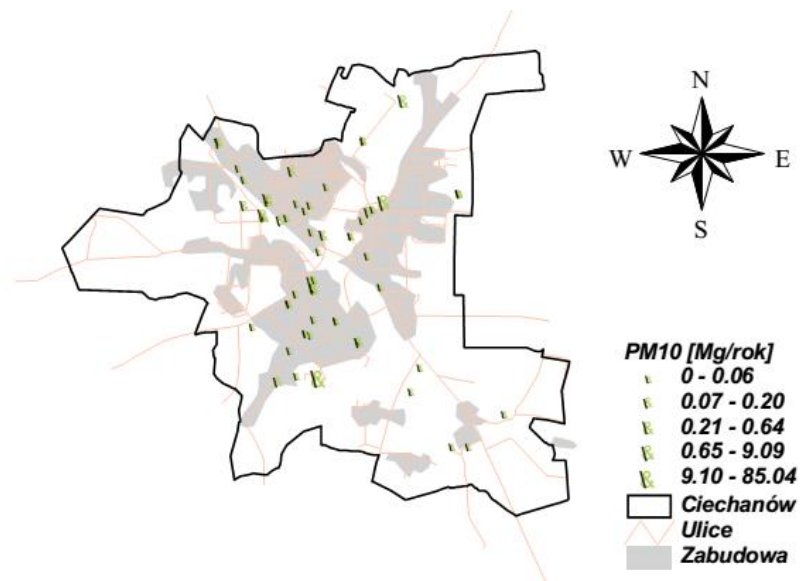 N
W E
S
PM10 [Mg/rok]
0 - 0.06
0.07 - 0.20
0.21 - 0.64
0.65 - 9.09
9.10 - 85.04
Ciechanów
Ulice
Zabudowa